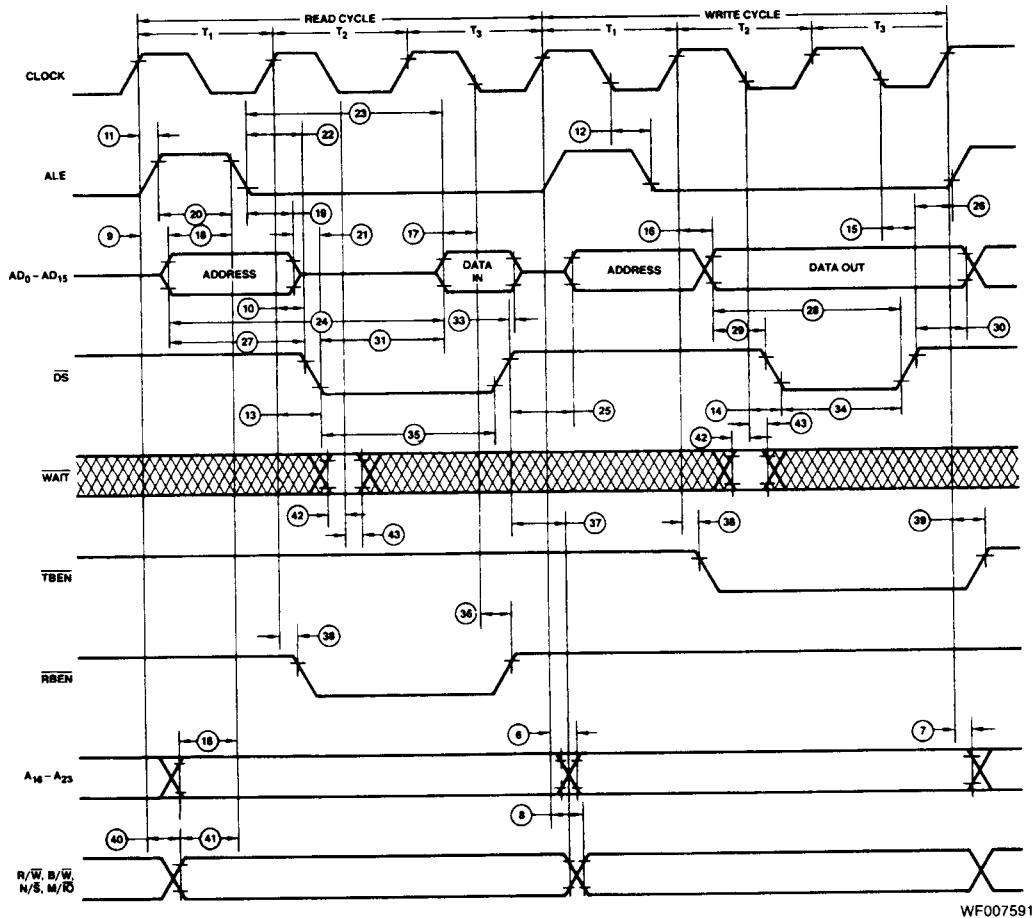 READ CYCLE
WRITE CYCLE
T1
T2
T3
T1
T2
T3
CLOCK
23
11
22
12
ALE
20
19
26
9
18
21
17
16
15
AD0 – AD15
ADDRESS
DATA IN
ADDRESS
DATA OUT
10
24
33
28
27
31
29
30
DS
13
25
14
34
35
42
43
WAIT
42
43
37
38
39
TBEN
36
38
RBEN
18
6
7
A16 – A23
8
40
41
R/W, B/W,
N/S, M/IO
WF007591